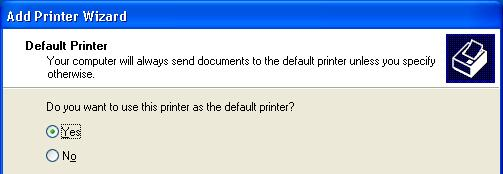 Add Printer Wizard
Default Printer
Your computer will always send documents to the default printer unless you specify
otherwise.
Do you want to use this printer as the default printer?
Yes
No